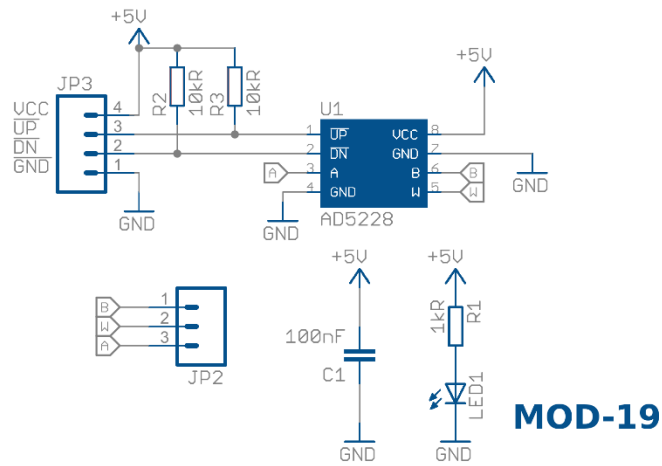 +5V
JP3
VCC 4
UP 3
DN 2
GND 1
GND
R2
10kR
R3
10kR
U1
1 UP VCC 8
2 DN GND 7
A 3 A B 6 B
4 GND W 5 W
AD5228
GND
+5V
GND
B 1
W 2
A 3
JP2
+5V
100nF
C1
GND
+5V
1kR
R1
LED1
GND
MOD-19